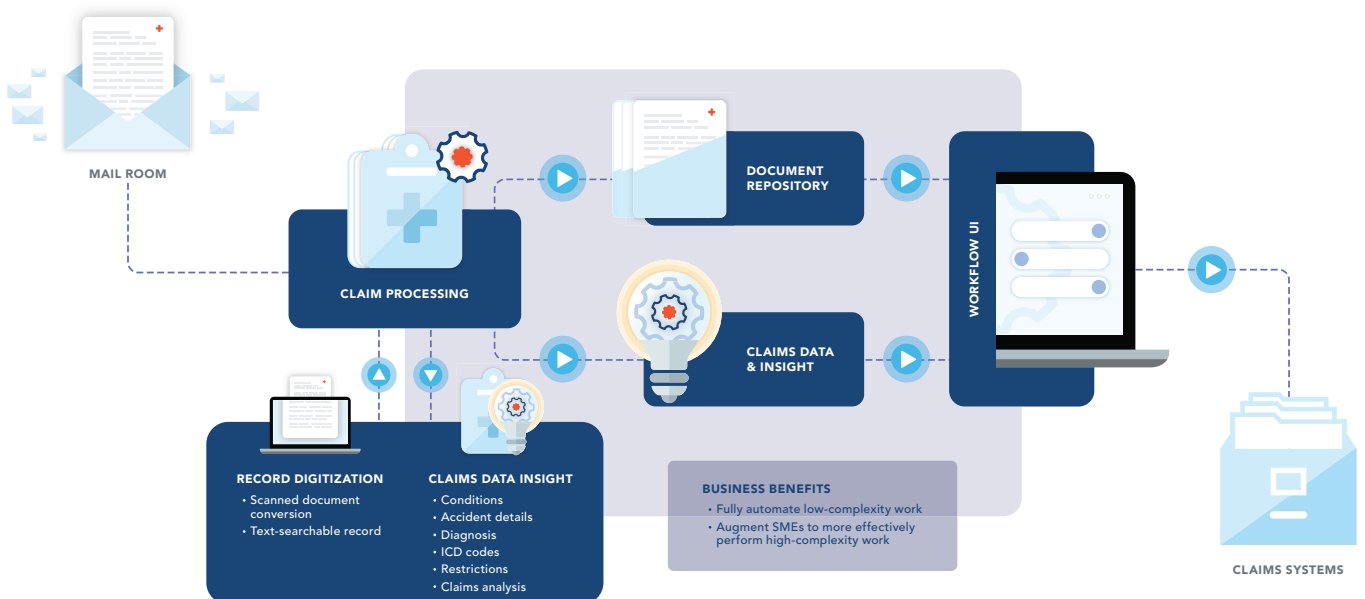 MAIL ROOM
CLAIM PROCESSING
DOCUMENT
REPOSITORY
CLAIMS DATA
& INSIGHT
WORKFLOW UI
RECORD DIGITIZATION
• Scanned document
conversion
• Text-searchable record
CLAIMS DATA INSIGHT
• Conditions
• Accident details
• Diagnosis
• ICD codes
• Restrictions
• Claims analysis
BUSINESS BENEFITS
• Fully automate low-complexity work
• Augment SMEs to more effectively
perform high-complexity work
CLAIMS SYSTEMS